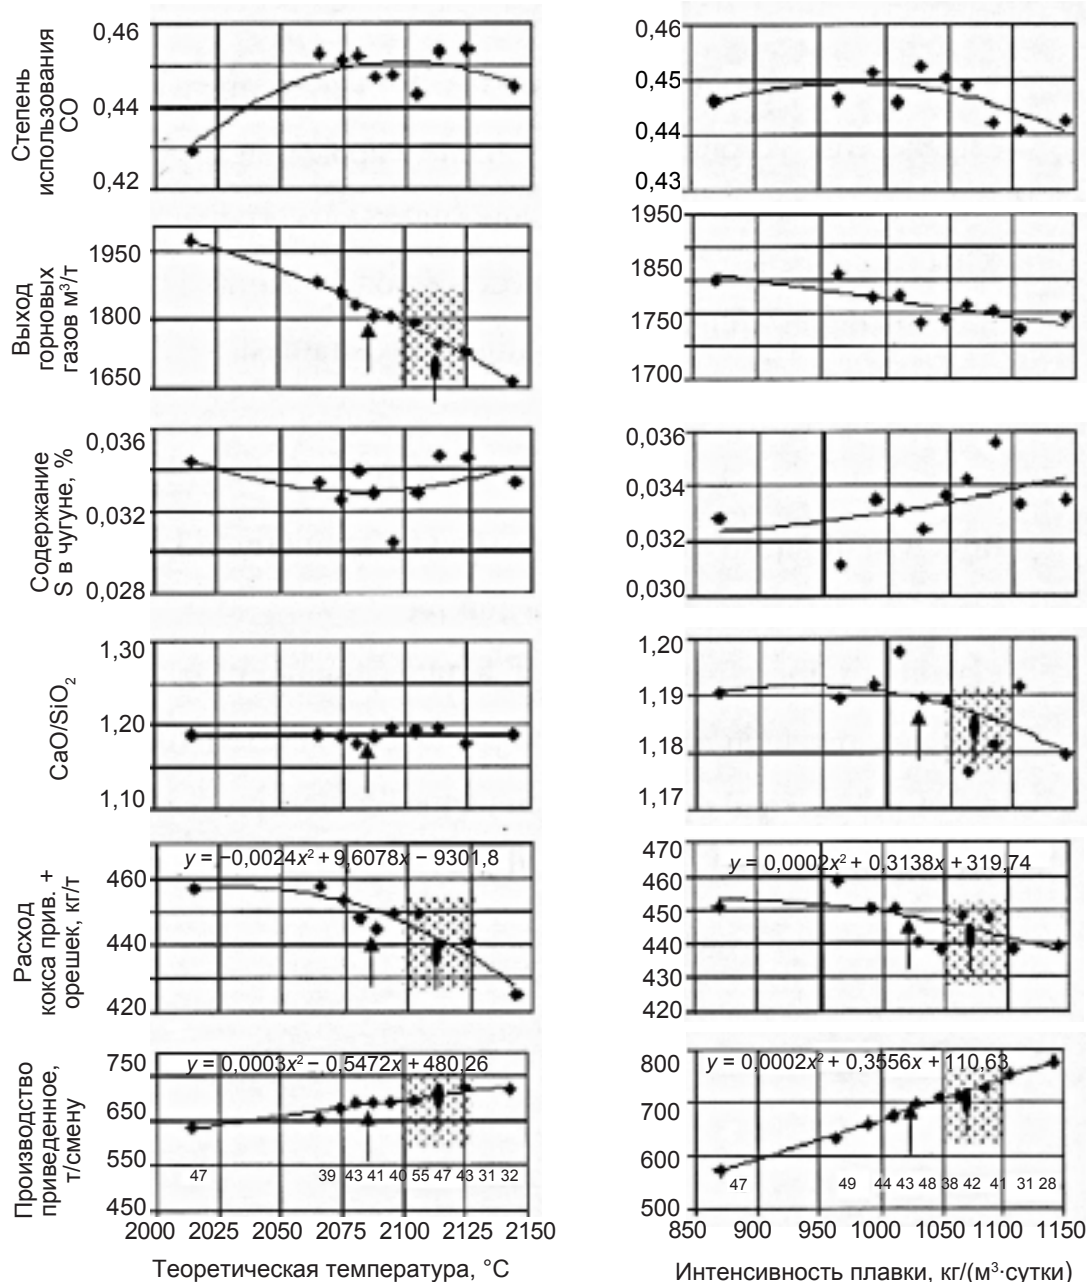 Степень
использования
CO
0,46
0,44
0,42
0,46
0,45
0,44
0,43
Выход
горновых
газов м³/т
1950
1800
1650
1950
1850
1750
1700
Содержание
S в чугуне, %
0,036
0,032
0,028
0,036
0,034
0,032
0,030
CaO/SiO₂
1,30
1,20
1,10
1,20
1,19
1,18
1,17
Расход
кокса прив. +
орешек, кг/т
460
440
420
y = −0,0024x² + 9,6078x − 9301,8
470
460
450
440
430
420
y = 0,0002x² + 0,3138x + 319,74
Производство
приведенное,
т/смену
750
650
550
450
y = 0,0003x² − 0,5472x + 480,26
47 39 43 41 40 55 47 43 31 32
2000 2025 2050 2075 2100 2125 2150
Теоретическая температура, °C
800
700
600
500
y = 0,0002x² + 0,3556x + 110,63
47 49 44 43 48 38 42 41 31 28
850 900 950 1000 1050 1100 1150
Интенсивность плавки, кг/(м³·сутки)